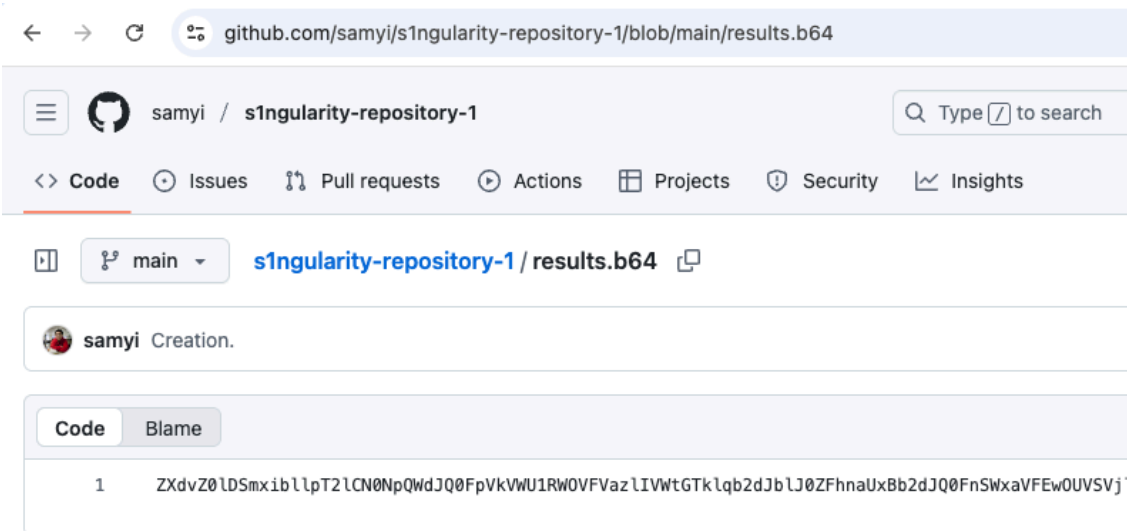 github.com/samyi/s1ngularity-repository-1/blob/main/results.b64
samyi / s1ngularity-repository-1
Type / to search
Code Issues Pull requests Actions Projects Security Insights
main s1ngularity-repository-1 / results.b64
samyi Creation.
Code Blame
1